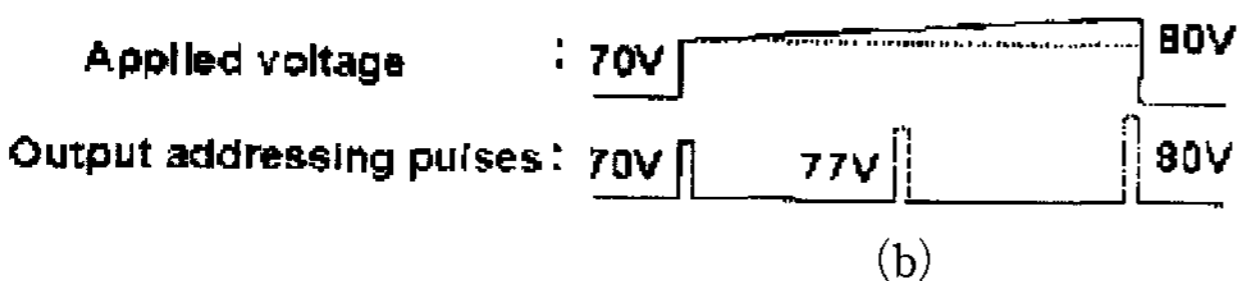 Applied voltage : 70V 80V
Output addressing pulses: 70V 77V 80V
(b)